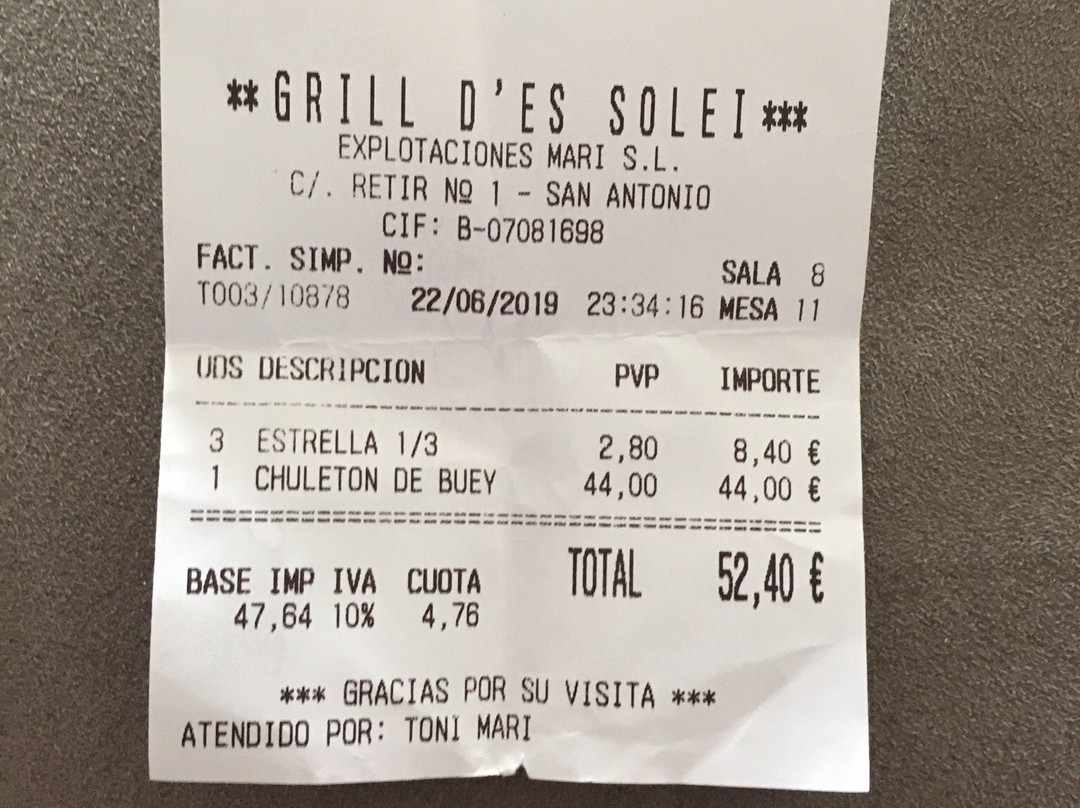 **GRILL D'ES SOLEI***
EXPLOTACIONES MARI S.L.
C/. RETIR Nº 1 - SAN ANTONIO
CIF: B-07081698
FACT. SIMP. Nº: SALA 8
T003/10878 22/06/2019 23:34:16 MESA 11
UDS DESCRIPCION PVP IMPORTE
3 ESTRELLA 1/3 2,80 8,40 €
1 CHULETON DE BUEY 44,00 44,00 €
TOTAL 52,40 €
BASE IMP IVA CUOTA
47,64 10% 4,76
*** GRACIAS POR SU VISITA ***
ATENDIDO POR: TONI MARI